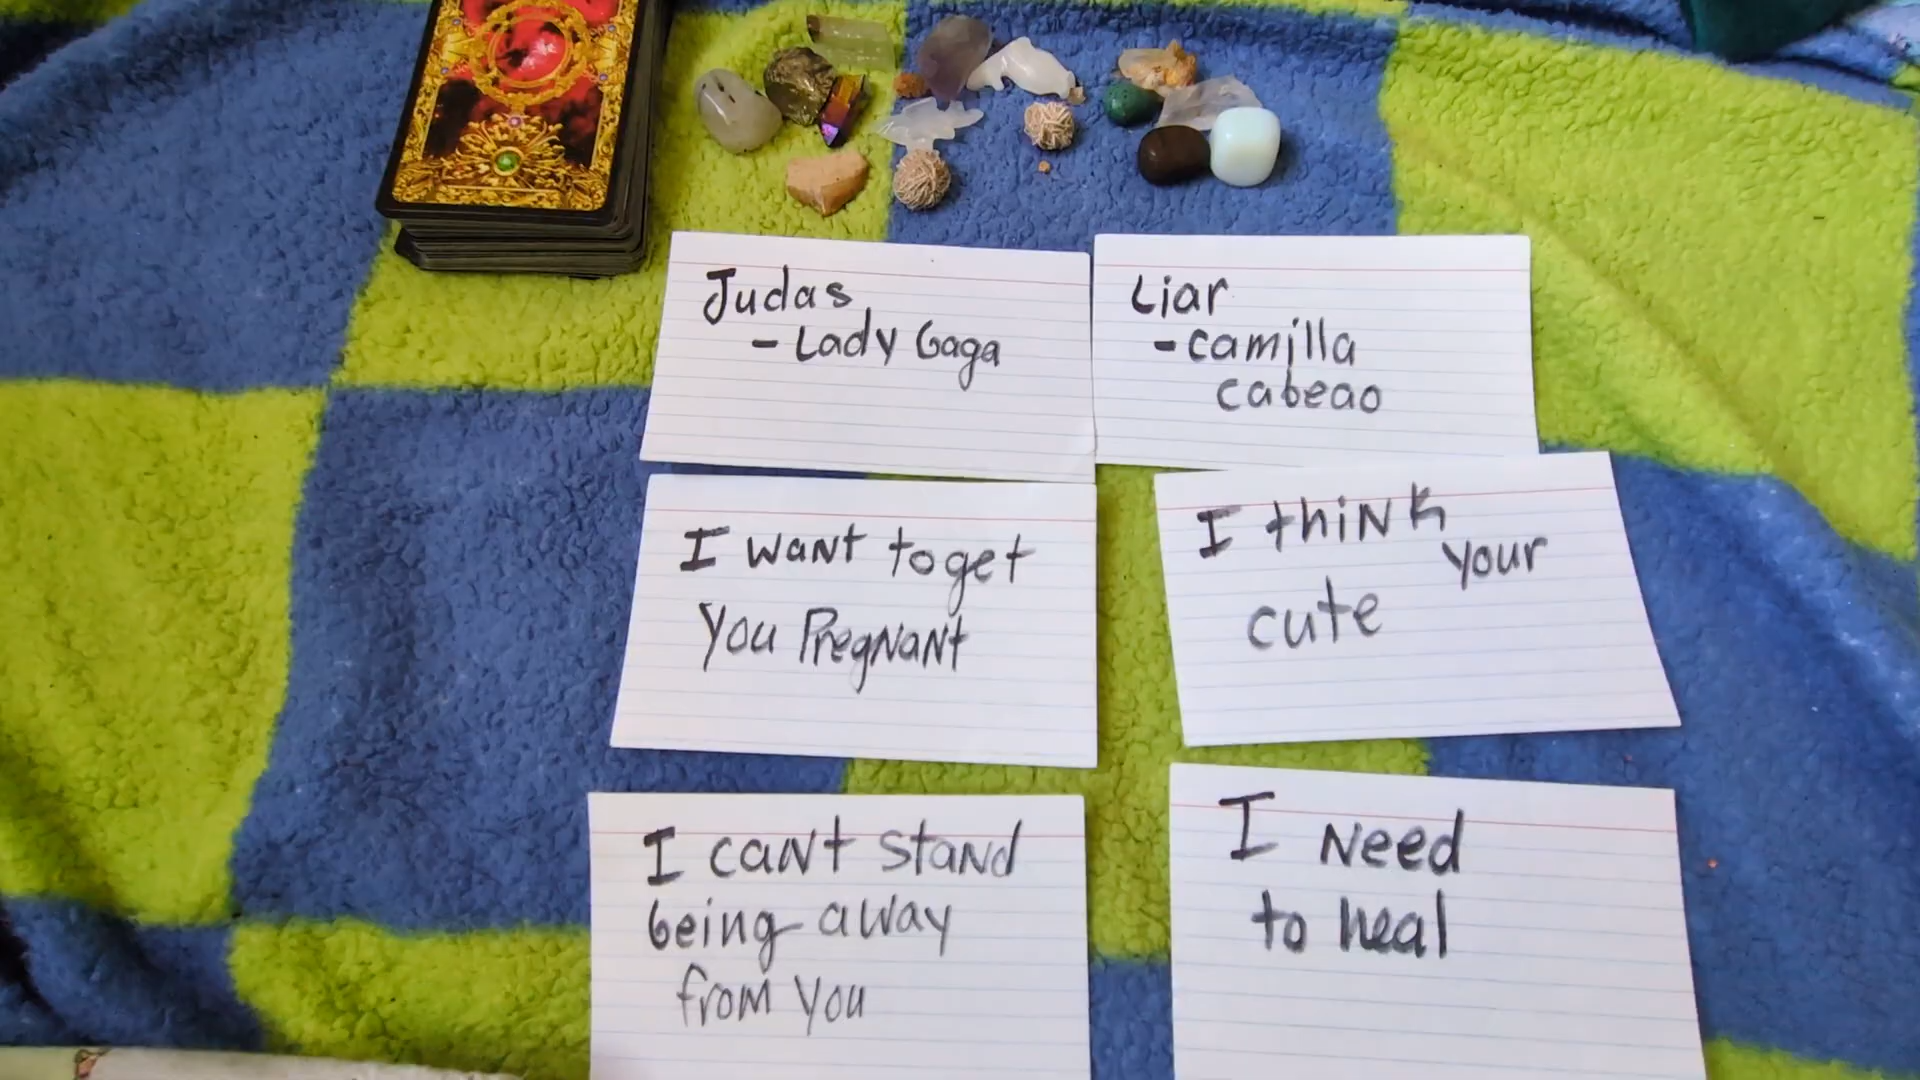 Judas
- Lady Gaga
Liar
- camilla
cabeao
I want to get
you Pregnant
I think
your
cute
I can't stand
being away
from you
I Need
to heal